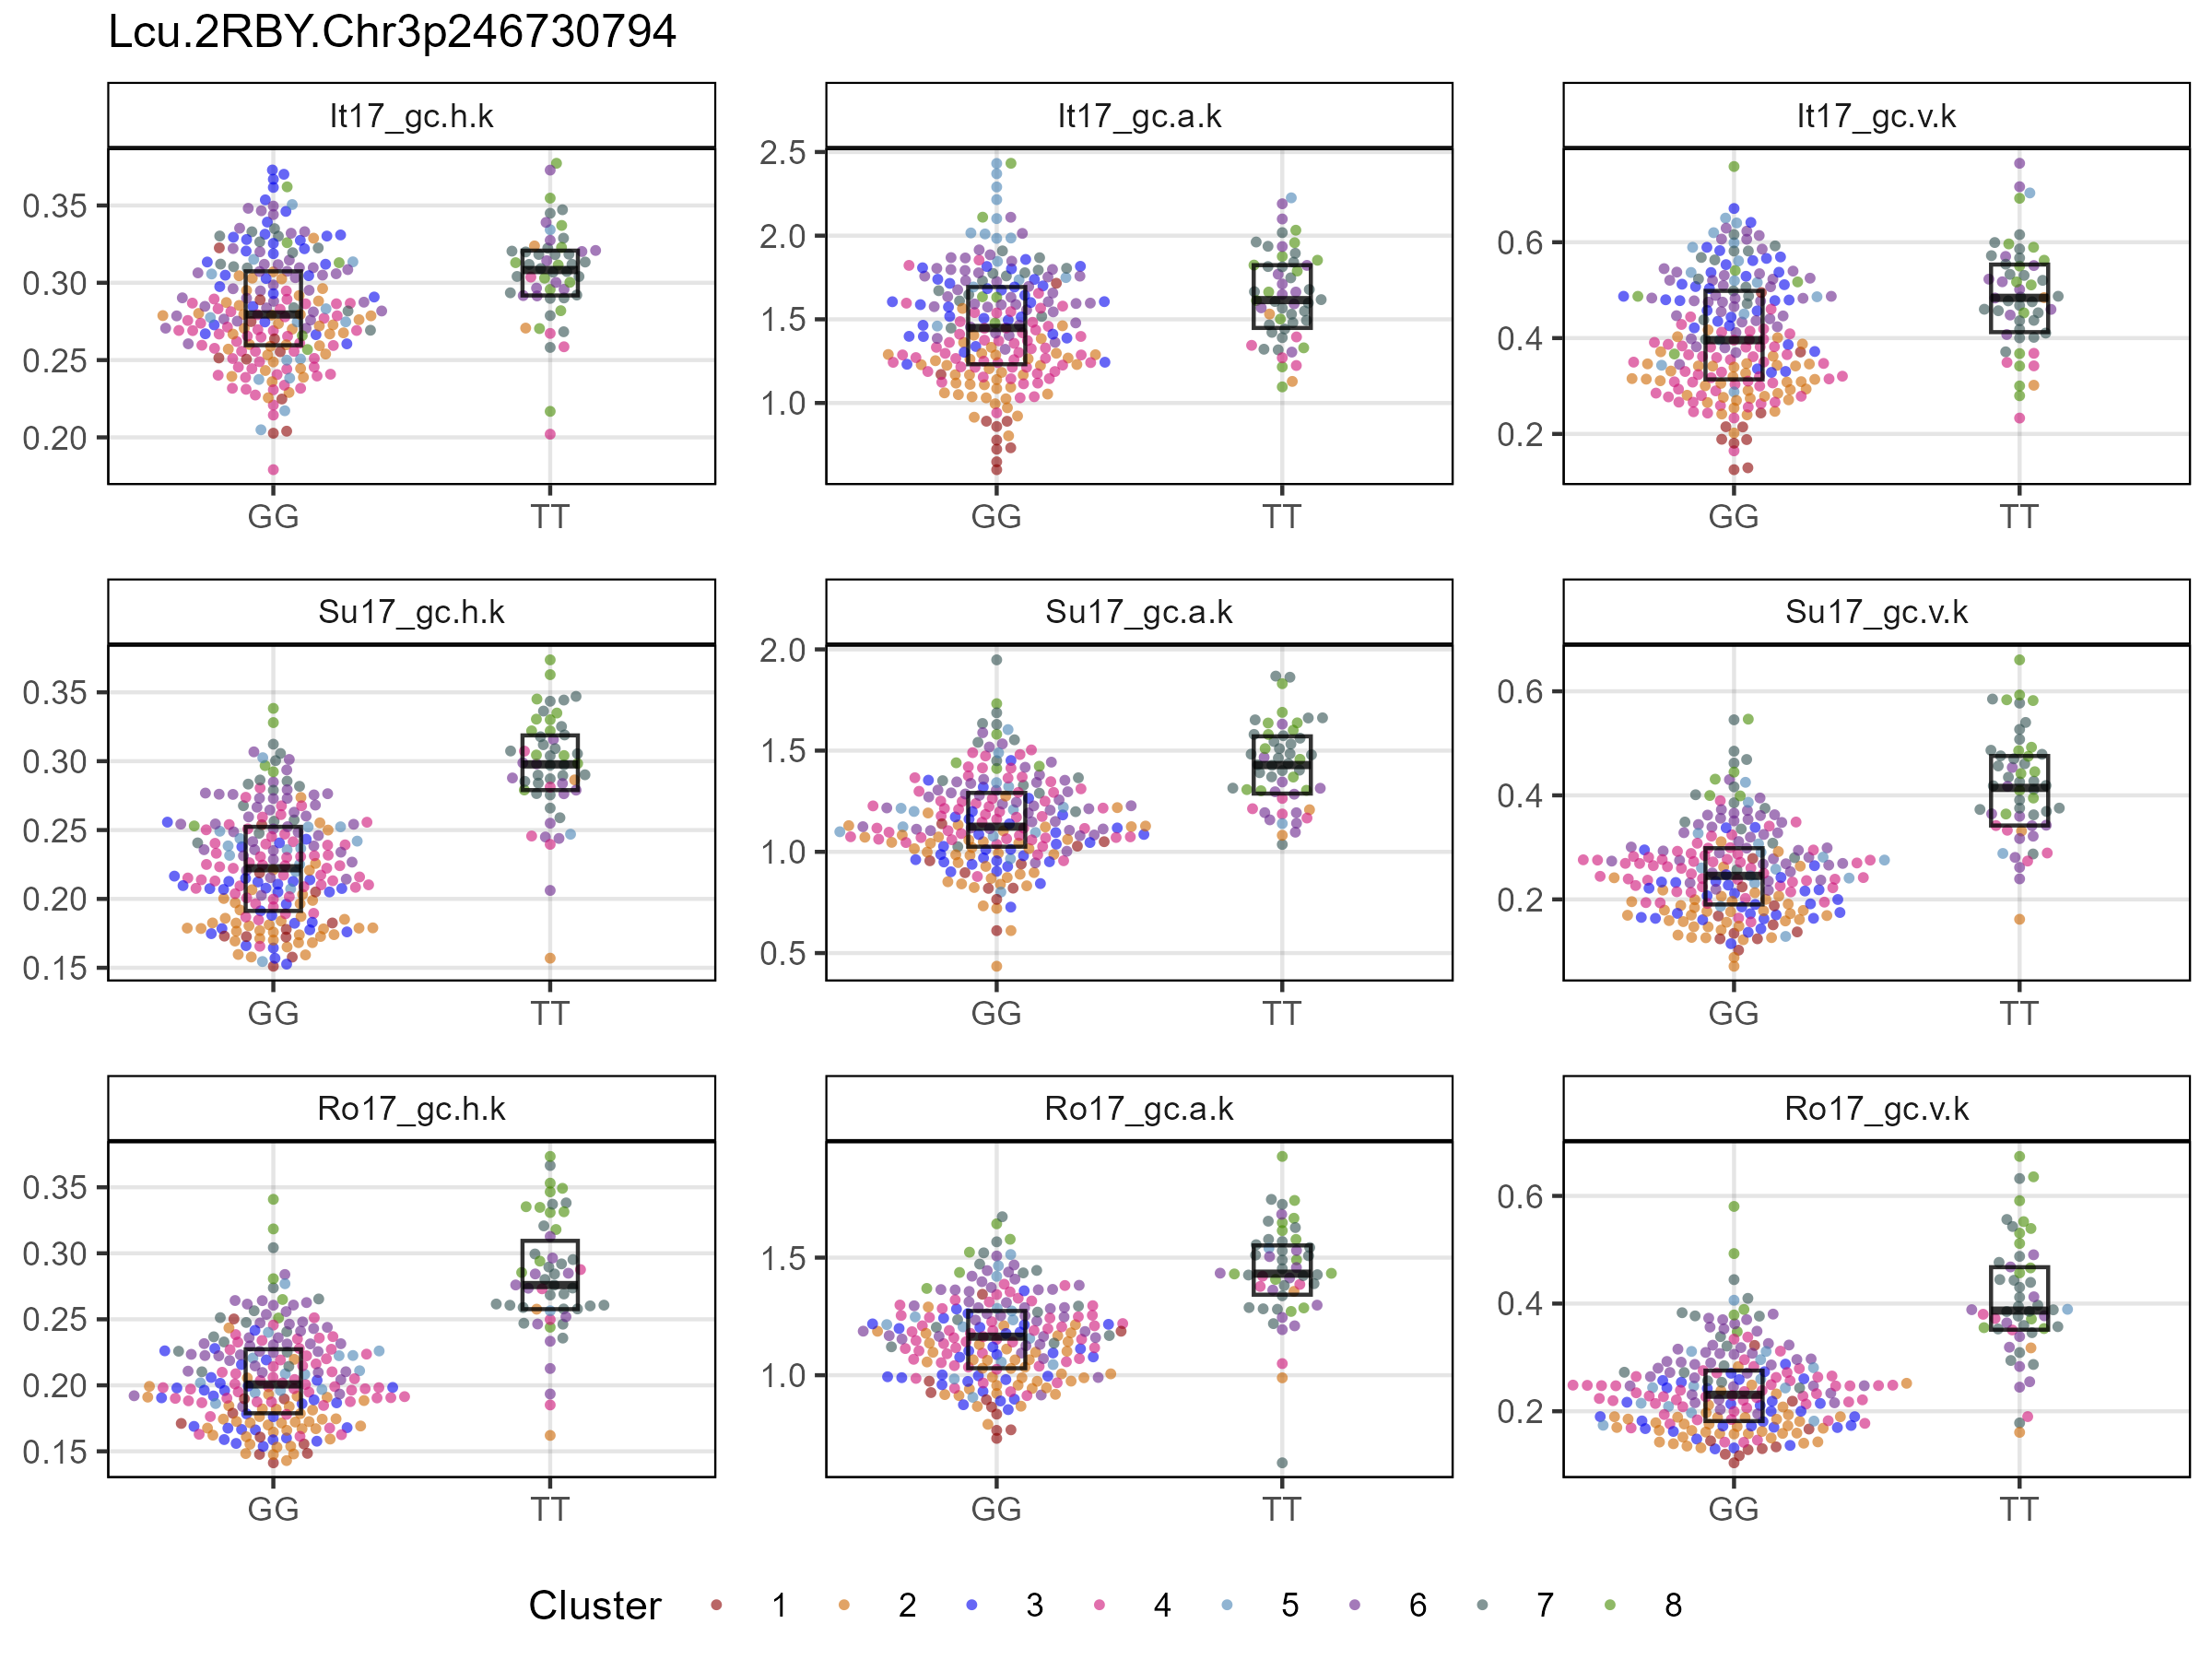 Lcu.2RBY.Chr3p246730794
It17_gc.h.k
It17_gc.a.k
It17_gc.v.k
0.35
0.30
0.25
0.20
GG TT
2.5
2.0
1.5
1.0
GG TT
0.6
0.4
0.2
GG TT
Su17_gc.h.k
Su17_gc.a.k
Su17_gc.v.k
0.35
0.30
0.25
0.20
0.15
GG TT
2.0
1.5
1.0
0.5
GG TT
0.6
0.4
0.2
GG TT
Ro17_gc.h.k
Ro17_gc.a.k
Ro17_gc.v.k
0.35
0.30
0.25
0.20
0.15
GG TT
1.5
1.0
GG TT
0.6
0.4
0.2
GG TT
Cluster 1 2 3 4 5 6 7 8